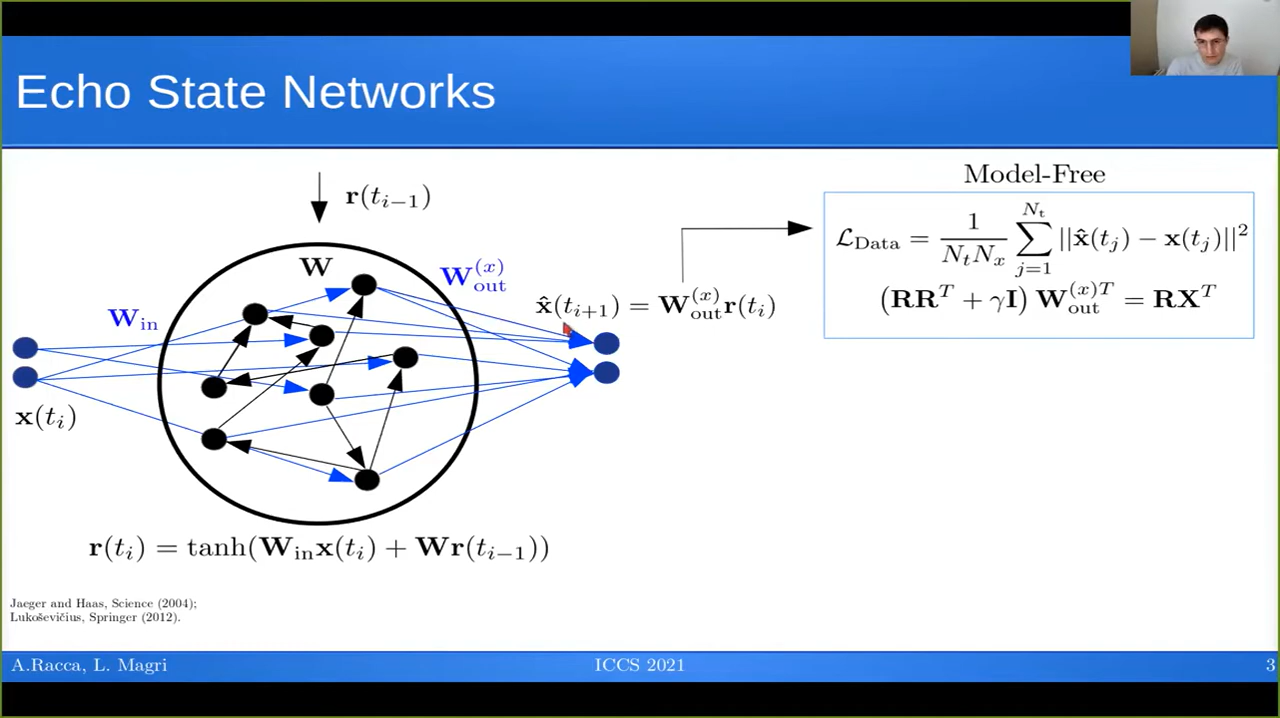 Echo State Networks
r(t_{i−1})
W
W_out^{(x)}
W_in
x(t_i)
x̂(t_{i+1}) = W_out^{(x)} r(t_i)
Model-Free
ℒ_Data = 1/(N_t N_x) ∑_{j=1}^{N_t} ||x̂(t_j) − x(t_j)||²
(RR^T + γI) W_out^{(x)T} = RX^T
r(t_i) = tanh(W_in x(t_i) + Wr(t_{i−1}))
Jaeger and Haas, Science (2004);
Lukoševičius, Springer (2012).
A.Racca, L. Magri
ICCS 2021
3